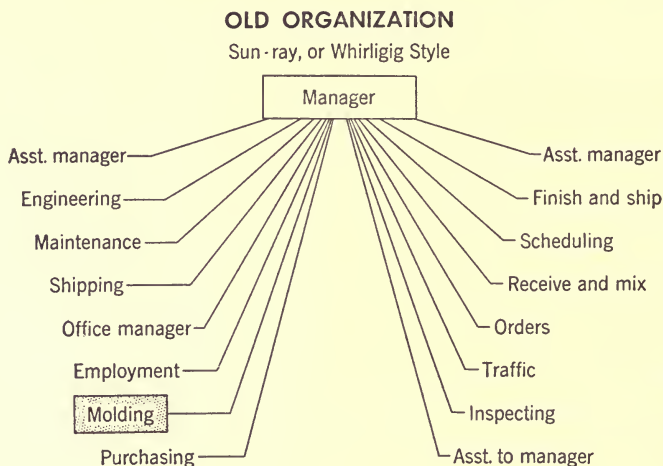 OLD ORGANIZATION
Sun-ray, or Whirligig Style
Manager
Asst. manager
Engineering
Maintenance
Shipping
Office manager
Employment
Molding
Purchasing
Asst. manager
Finish and ship
Scheduling
Receive and mix
Orders
Traffic
Inspecting
Asst. to manager